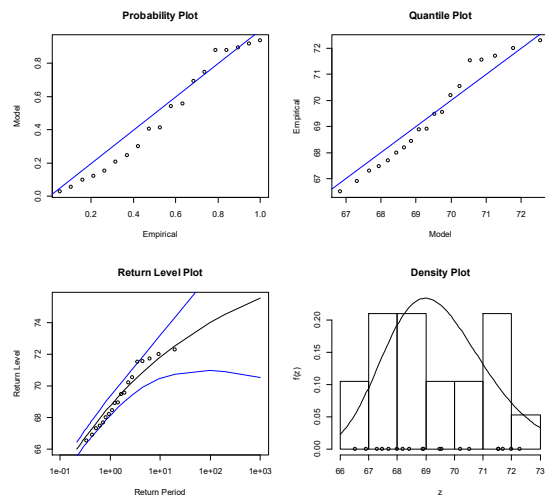 Probability Plot
Model
0.0 0.2 0.4 0.6 0.8
0.2 0.4 0.6 0.8 1.0
Empirical
Quantile Plot
Empirical
67 68 69 70 71 72
67 68 69 70 71 72
Model
Return Level Plot
Return Level
66 68 70 72 74
1e-01 1e+00 1e+01 1e+02 1e+03
Return Period
Density Plot
f(z)
0.00 0.05 0.10 0.15 0.20
66 67 68 69 70 71 72 73
z